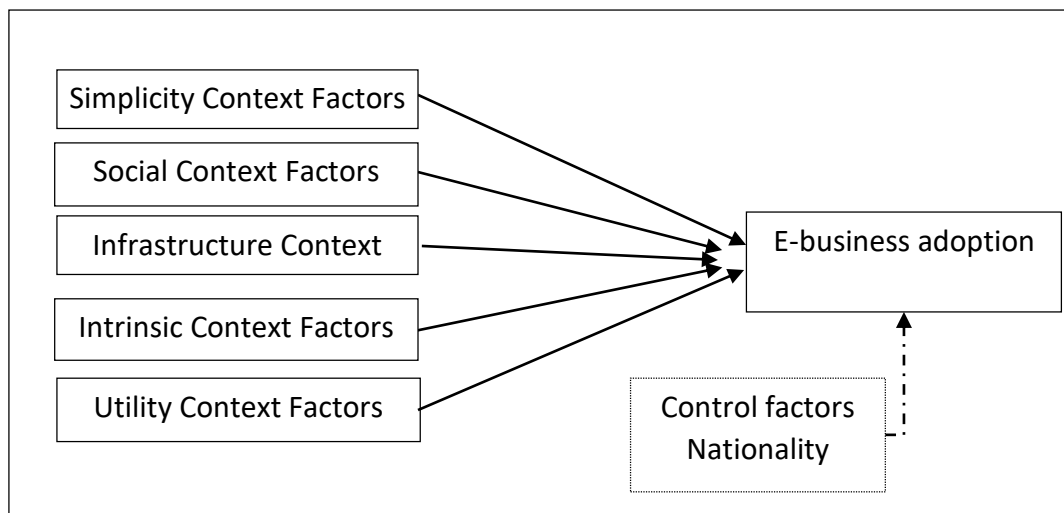 Simplicity Context Factors
Social Context Factors
Infrastructure Context
Intrinsic Context Factors
Utility Context Factors
E-business adoption
Control factors
Nationality